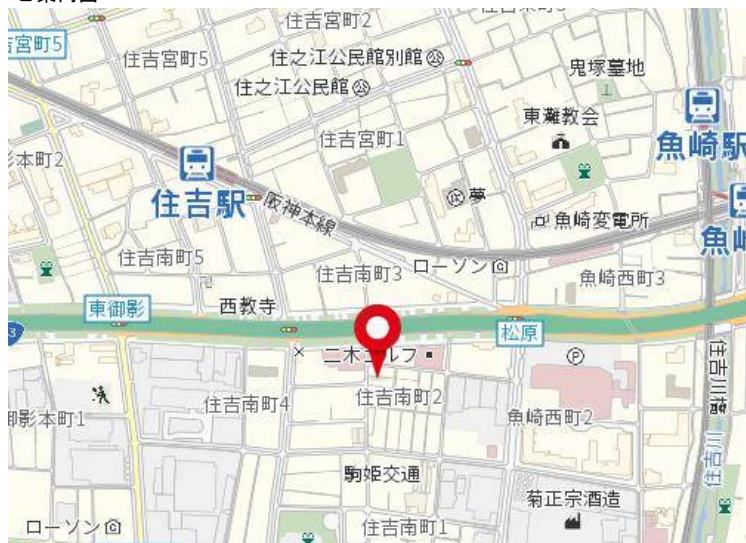 住吉宮町2
吉宮町5
住吉宮町5
住之江公民館別館
住之江公民館
鬼塚墓地
東灘教会
住吉宮町1
魚崎駅
影本町2
住吉駅
夢
阪神本線
魚崎変電所
魚崎
住吉南町5
住吉南町3
ローソン
魚崎西町3
東御影
西教寺
3
松原
二木ゴルフ
P
住吉川橋
住吉南町4
住吉南町2
御影本町1
魚崎西町2
住吉川
駒姫交通
菊正宗酒造
ローソン
住吉南町1